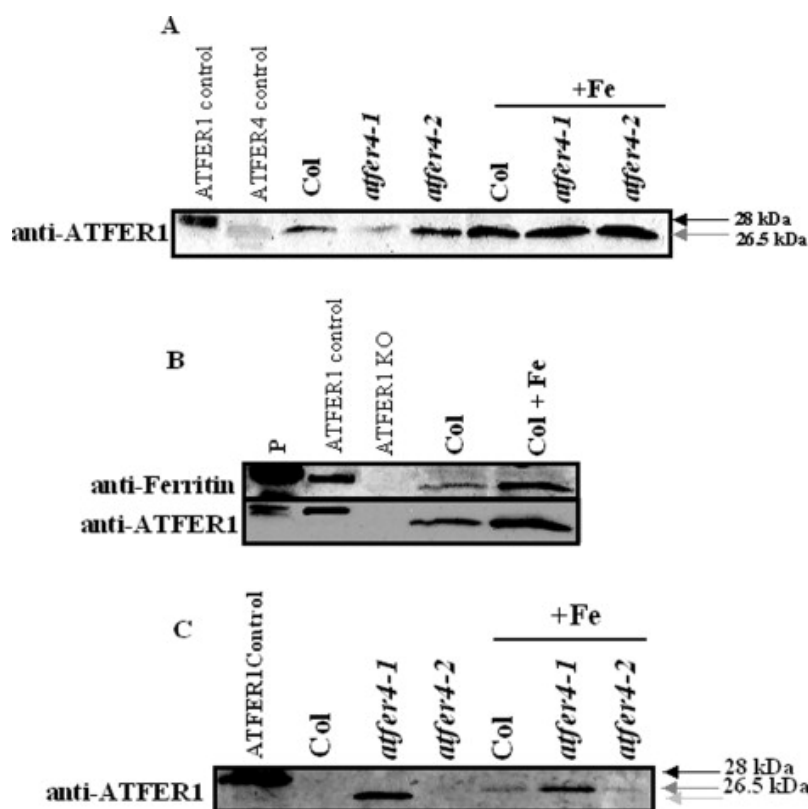 A
ATFER1 control
ATFER4 control
Col
atfer4-1
atfer4-2
+Fe
Col
atfer4-1
atfer4-2
anti-ATFER1
28 kDa
26.5 kDa
B
P
ATFER1 control
ATFER1 KO
Col
Col + Fe
anti-Ferritin
anti-ATFER1
C
ATFER1Control
Col
atfer4-1
atfer4-2
+Fe
Col
atfer4-1
atfer4-2
anti-ATFER1
28 kDa
26.5 kDa